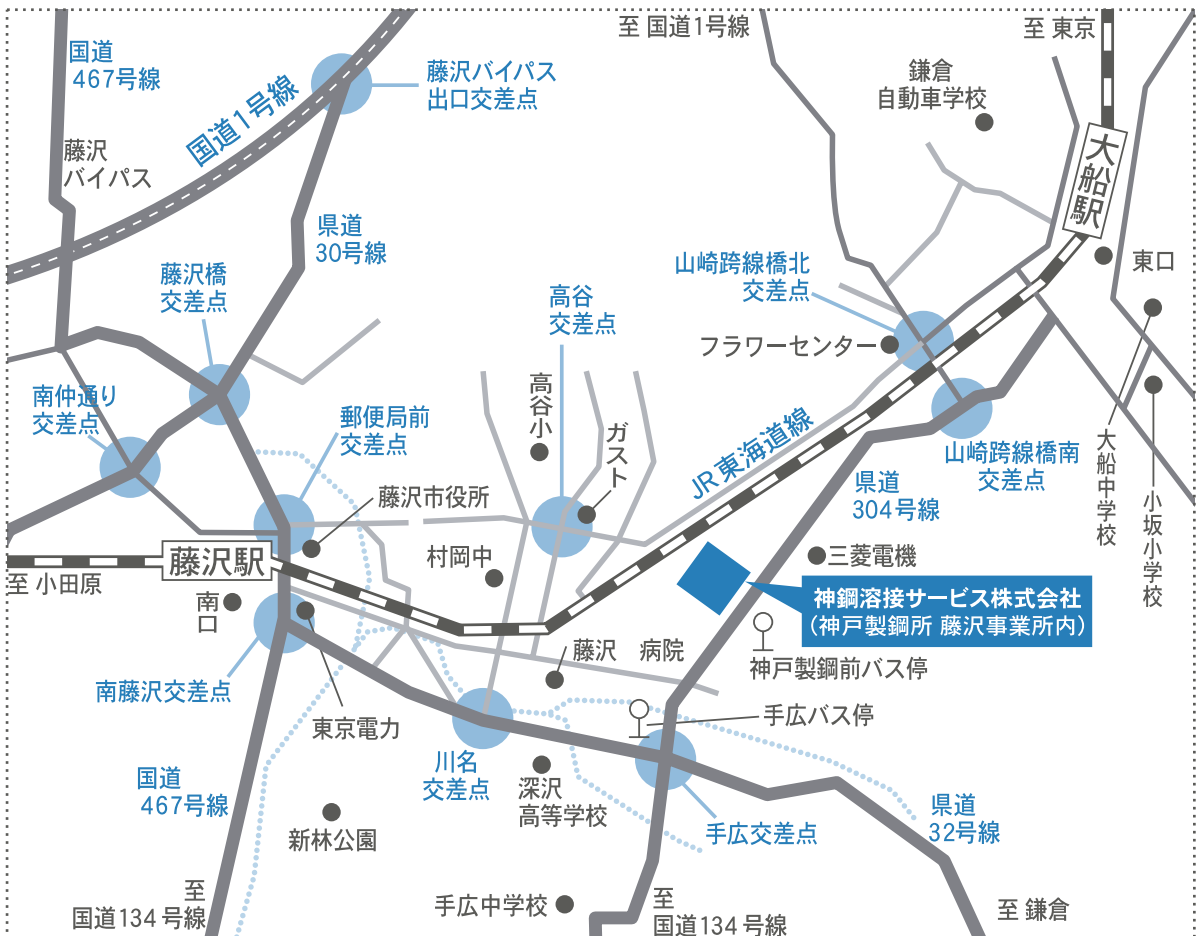 至 国道1号線
至 東京
国道
467号線
藤沢バイパス
出口交差点
鎌倉
自動車学校
国道1号線
藤沢
バイパス
大船駅
県道
30号線
東口
山崎跨線橋北
交差点
藤沢橋
交差点
高谷
交差点
フラワーセンター
高谷小
南仲通り
交差点
郵便局前
交差点
ガスト
JR東海道線
山崎跨線橋南
交差点
大船中学校
県道
304号線
小坂小学校
藤沢市役所
村岡中
三菱電機
藤沢駅
至 小田原
南口
神鋼溶接サービス株式会社
(神戸製鋼所 藤沢事業所内)
藤沢 病院
神戸製鋼前バス停
南藤沢交差点
東京電力
手広バス停
川名
交差点
国道
467号線
深沢
高等学校
県道
32号線
手広交差点
新林公園
至
国道134号線
手広中学校
至
国道134号線
至 鎌倉